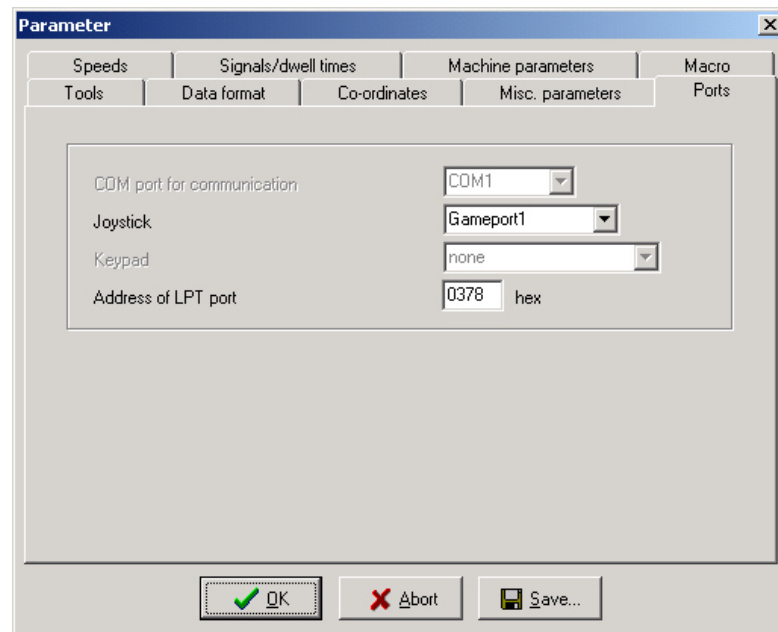 Parameter
Speeds Signals/dwell times Machine parameters Macro
Tools Data format Co-ordinates Misc. parameters Ports
COM port for communication COM1
Joystick Gameport1
Keypad none
Address of LPT port 0378 hex
OK Abort Save...